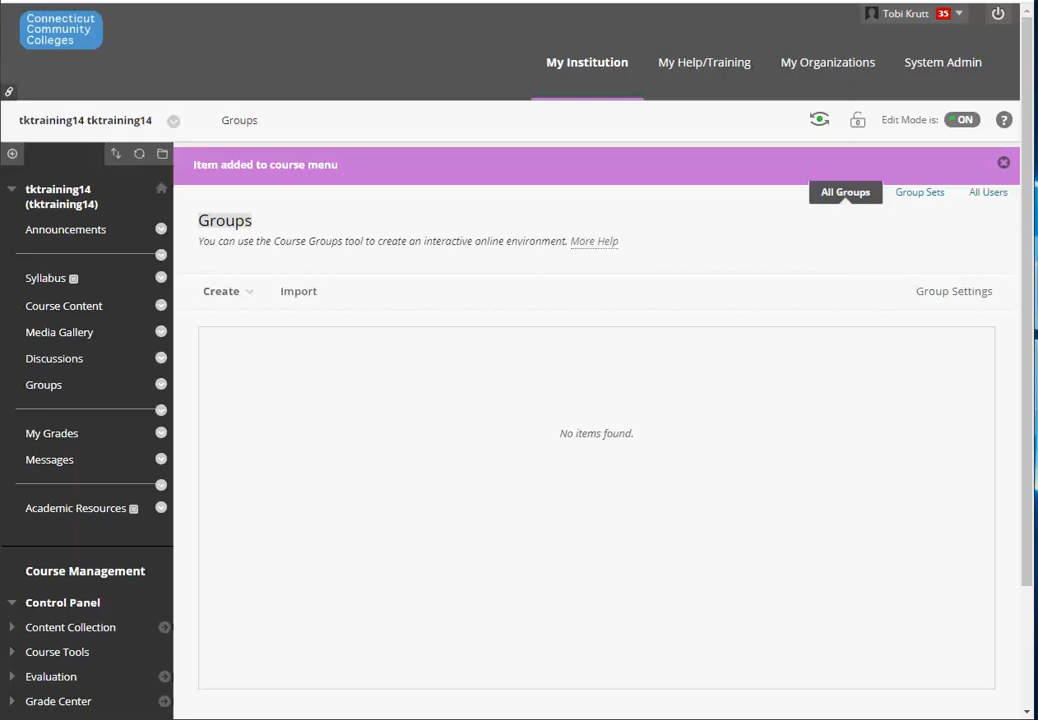 Connecticut
Community
Colleges
Tobi Krutt 35
My Institution My Help/Training My Organizations System Admin
tktraining14 tktraining14 Groups 0 Edit Mode is: ON ?
Item added to course menu
All Groups Group Sets All Users
Groups
You can use the Course Groups tool to create an interactive online environment. More Help
Create Import Group Settings
No items found.
tktraining14
(tktraining14)
Announcements
Syllabus
Course Content
Media Gallery
Discussions
Groups
My Grades
Messages
Academic Resources
Course Management
Control Panel
Content Collection
Course Tools
Evaluation
Grade Center